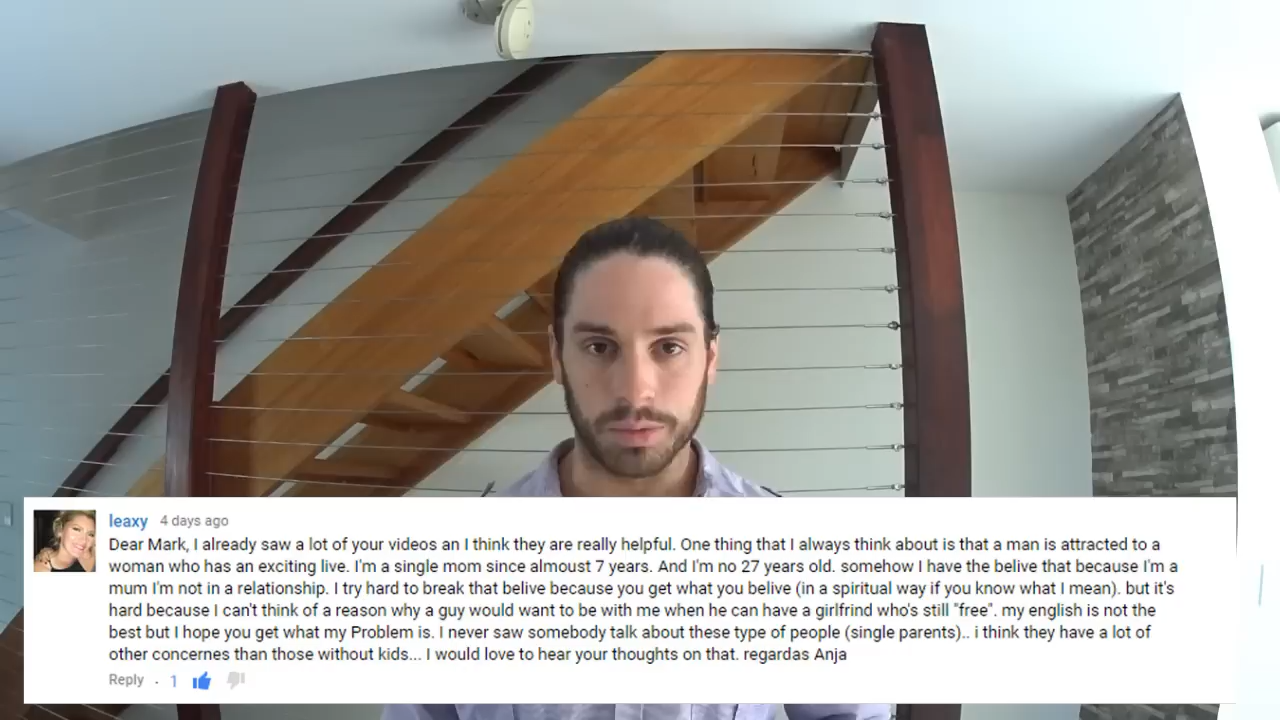 leaxy 4 days ago
Dear Mark, I already saw a lot of your videos an I think they are really helpful. One thing that I always think about is that a man is attracted to a
woman who has an exciting live. I'm a single mom since almoust 7 years. And I'm no 27 years old. somehow I have the belive that because I'm a
mum I'm not in a relationship. I try hard to break that belive because you get what you belive (in a spiritual way if you know what I mean). but it's
hard because I can't think of a reason why a guy would want to be with me when he can have a girlfrind who's still "free". my english is not the
best but I hope you get what my Problem is. I never saw somebody talk about these type of people (single parents).. i think they have a lot of
other concernes than those without kids... I would love to hear your thoughts on that. regardas Anja
Reply . 1